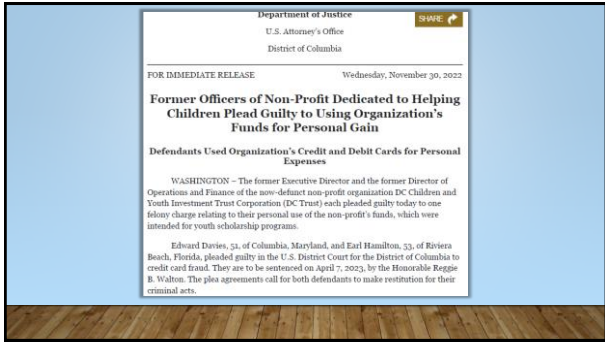 Department of Justice
SHARE
U.S. Attorney's Office
District of Columbia
FOR IMMEDIATE RELEASE Wednesday, November 30, 2022
Former Officers of Non-Profit Dedicated to Helping
Children Plead Guilty to Using Organization's
Funds for Personal Gain
Defendants Used Organization's Credit and Debit Cards for Personal
Expenses
WASHINGTON – The former Executive Director and the former Director of
Operations and Finance of the now-defunct non-profit organization DC Children and
Youth Investment Trust Corporation (DC Trust) each pleaded guilty today to one
felony charge relating to their personal use of the non-profit's funds, which were
intended for youth scholarship programs.
Edward Davies, 51, of Columbia, Maryland, and Earl Hamilton, 53, of Riviera
Beach, Florida, pleaded guilty in the U.S. District Court for the District of Columbia to
credit card fraud. They are to be sentenced on April 7, 2023, by the Honorable Reggie
B. Walton. The plea agreements call for both defendants to make restitution for their
criminal acts.